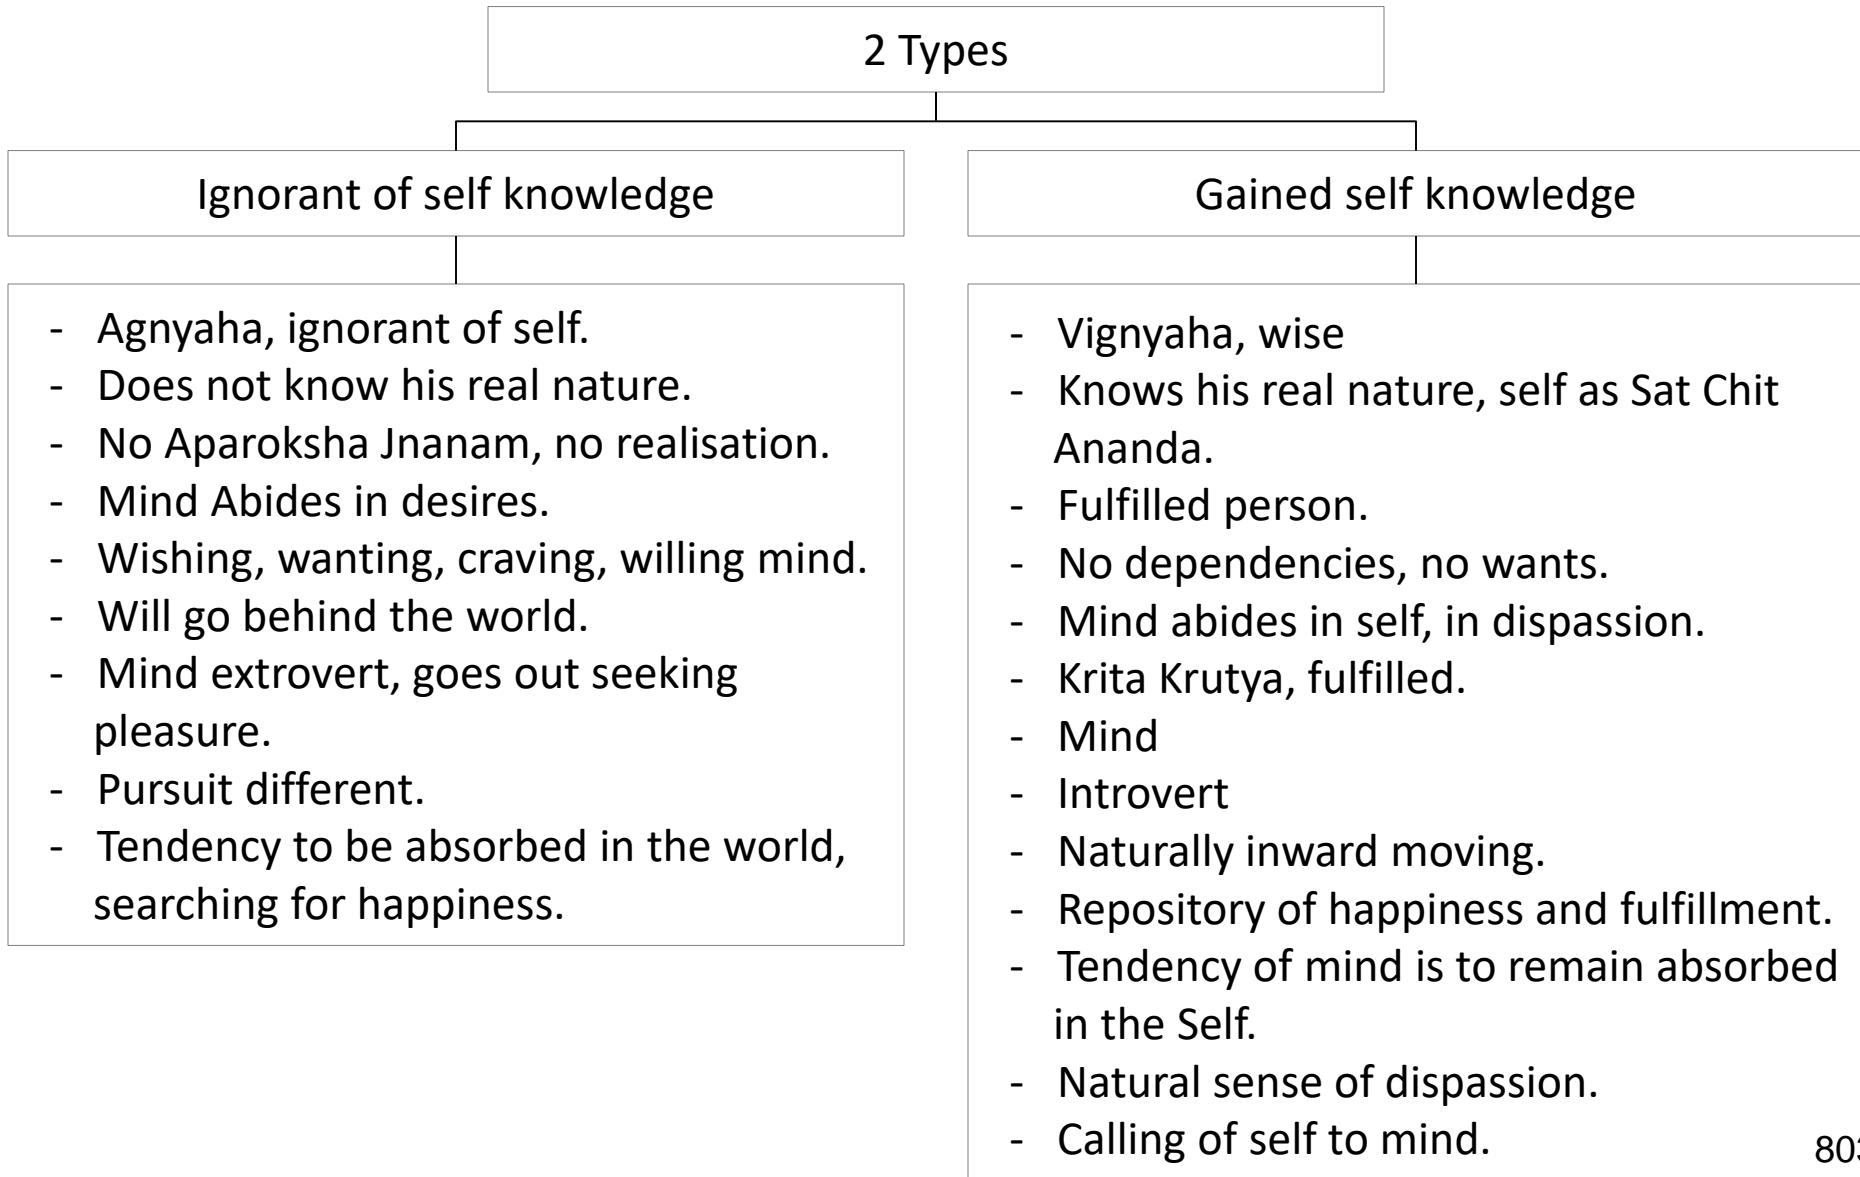 2 Types
Ignorant of self knowledge
- Agnyaha, ignorant of self.
- Does not know his real nature.
- No Aparoksha Jnanam, no realisation.
- Mind Abides in desires.
- Wishing, wanting, craving, willing mind.
- Will go behind the world.
- Mind extrovert, goes out seeking
pleasure.
- Pursuit different.
- Tendency to be absorbed in the world,
searching for happiness.
Gained self knowledge
- Vignyaha, wise
- Knows his real nature, self as Sat Chit
Ananda.
- Fulfilled person.
- No dependencies, no wants.
- Mind abides in self, in dispassion.
- Krita Krutya, fulfilled.
- Mind
- Introvert
- Naturally inward moving.
- Repository of happiness and fulfillment.
- Tendency of mind is to remain absorbed
in the Self.
- Natural sense of dispassion.
- Calling of self to mind.